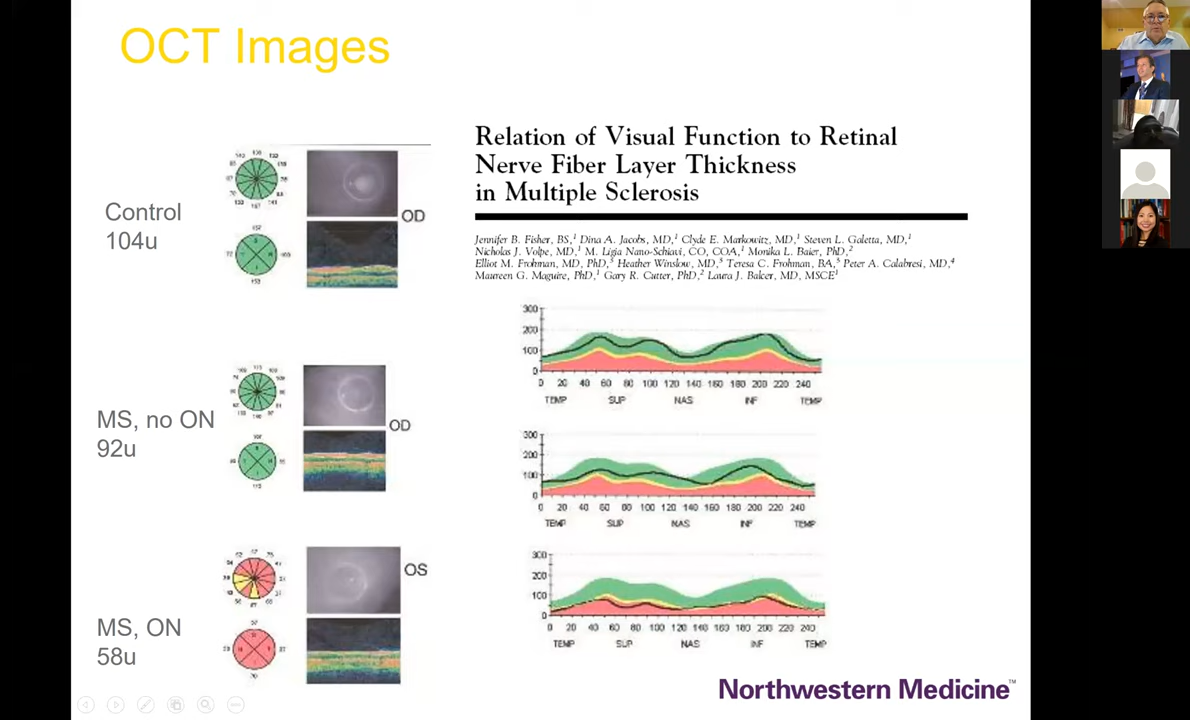 OCT Images
Relation of Visual Function to Retinal
Nerve Fiber Layer Thickness
in Multiple Sclerosis
Jennifer B. Fisher, BS,¹ Dina A. Jacobs, MD,¹ Clyde E. Markowitz, MD,¹ Steven L. Galetta, MD,¹
Nicholas J. Volpe, MD,¹ M. Ligia Nano-Schiavi, CO, COA,¹ Monika L. Baier, PhD,²
Elliot M. Frohman, MD, PhD,³ Heather Winslow, MD,³ Teresa C. Frohman, BA,³ Peter A. Calabresi, MD,⁴
Maureen G. Maguire, PhD,¹ Gary R. Cutter, PhD,² Laura J. Balcer, MD, MSCE¹
Control
104u
OD
300
200
100
0
0 20 40 60 80 100 120 140 160 180 200 220 240
TEMP SUP NAS INF TEMP
MS, no ON
92u
OD
300
200
100
0
0 20 40 60 80 100 120 140 160 180 200 220 240
TEMP SUP NAS INF TEMP
MS, ON
58u
OS
300
200
100
0
0 20 40 60 80 100 120 140 160 180 200 220 240
TEMP SUP NAS INF TEMP
Northwestern Medicine™